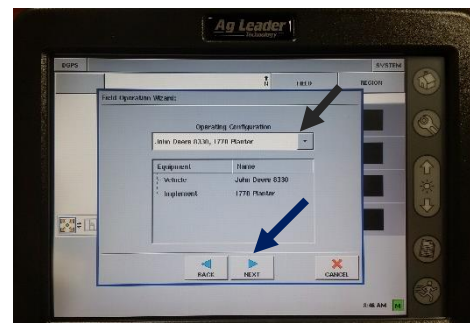 Ag Leader
Technology
DGPS
SYSTEM
N
FIELD
REGION
Field Operation Wizard:
Operating Configuration
John Deere 8330, 1770 Planter
Equipment Name
Vehicle John Deere 8330
Implement 1770 Planter
BACK
NEXT
CANCEL